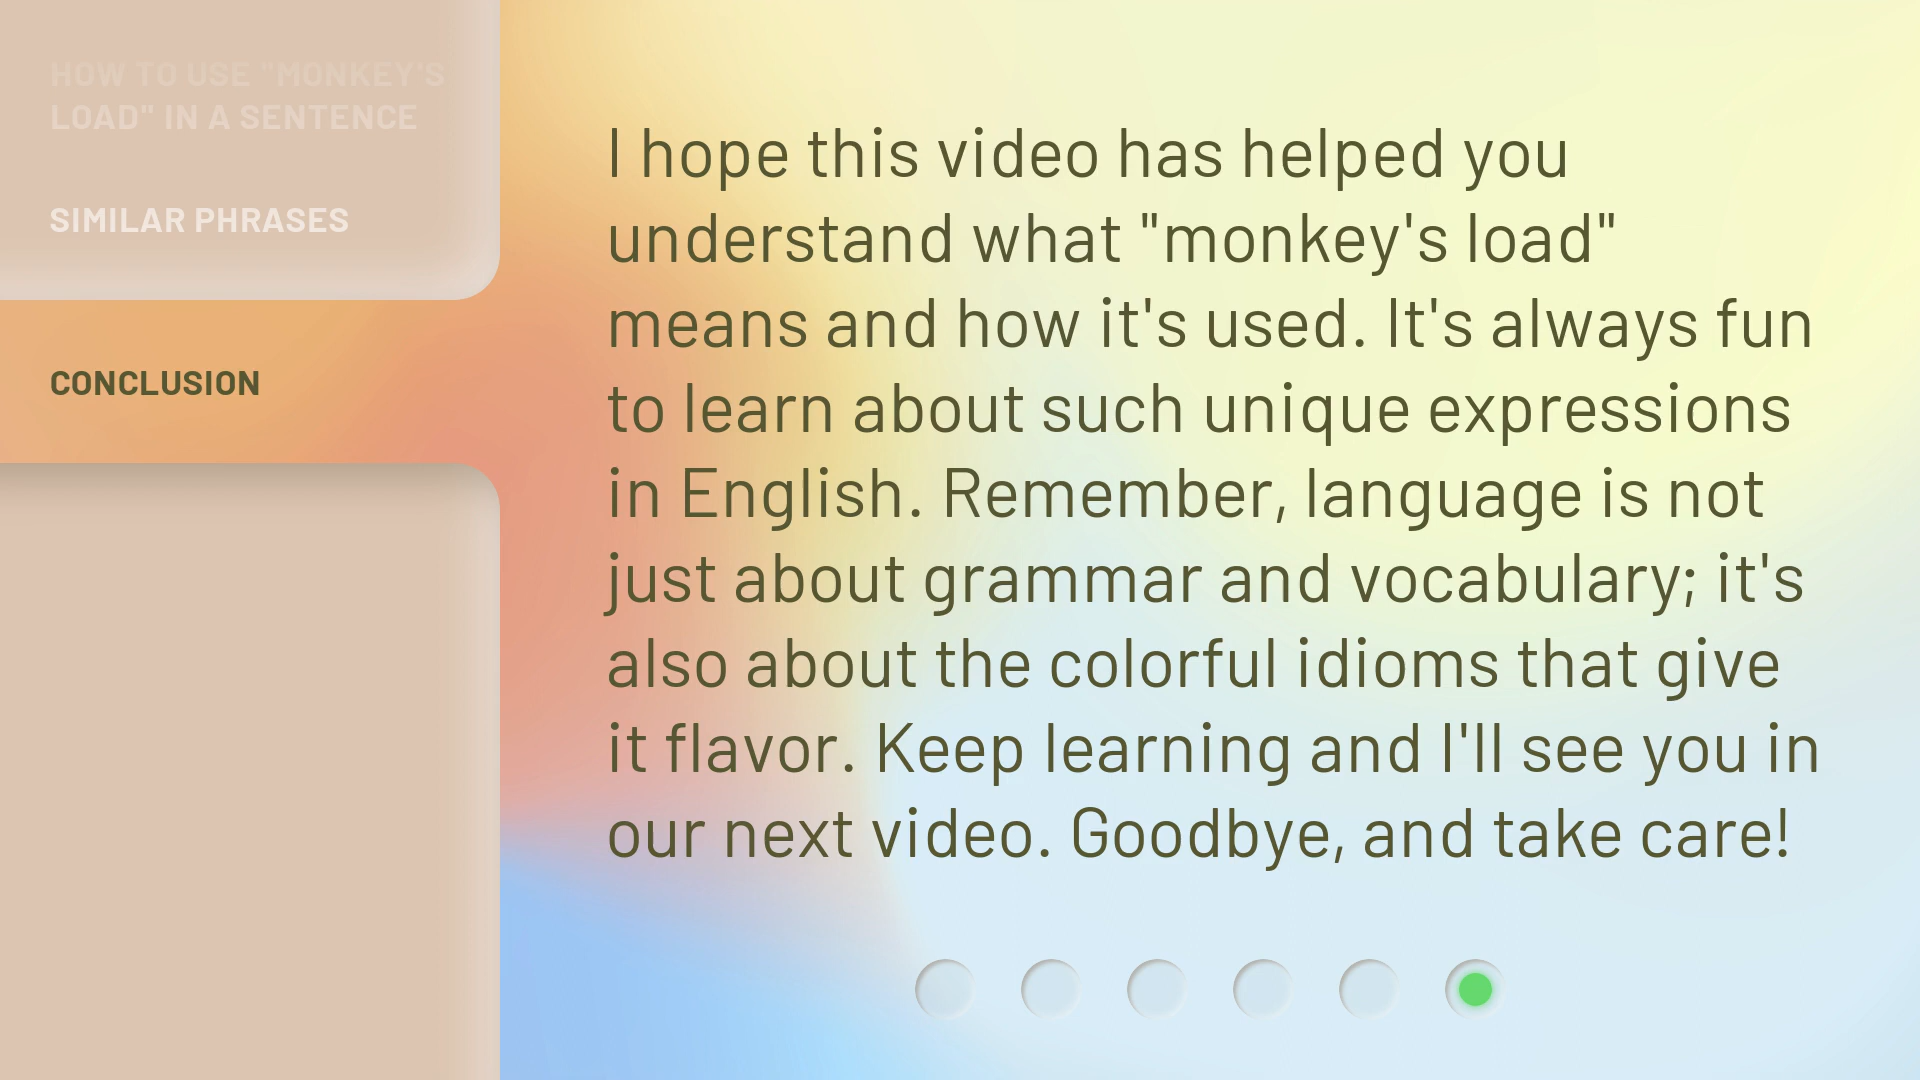 HOW TO USE "MONKEY'S
LOAD" IN A SENTENCE
SIMILAR PHRASES
CONCLUSION
I hope this video has helped you
understand what "monkey's load"
means and how it's used. It's always fun
to learn about such unique expressions
in English. Remember, language is not
just about grammar and vocabulary; it's
also about the colorful idioms that give
it flavor. Keep learning and I'll see you in
our next video. Goodbye, and take care!